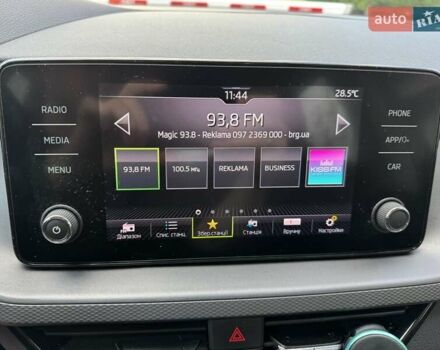 auto RIA
11:44
28.5°C
RADIO
MEDIA
MENU
PHONE
APP/
CAR
93,8 FM
Magic 93.8 - Reklama 097 2369 000 - brg.ua
93,8 FM
100.5 MHz
REKLAMA
BUSINESS
KISS FM
Діапазон
Спис. станц.
Збер.станції
Станція
Вручну
Настройки